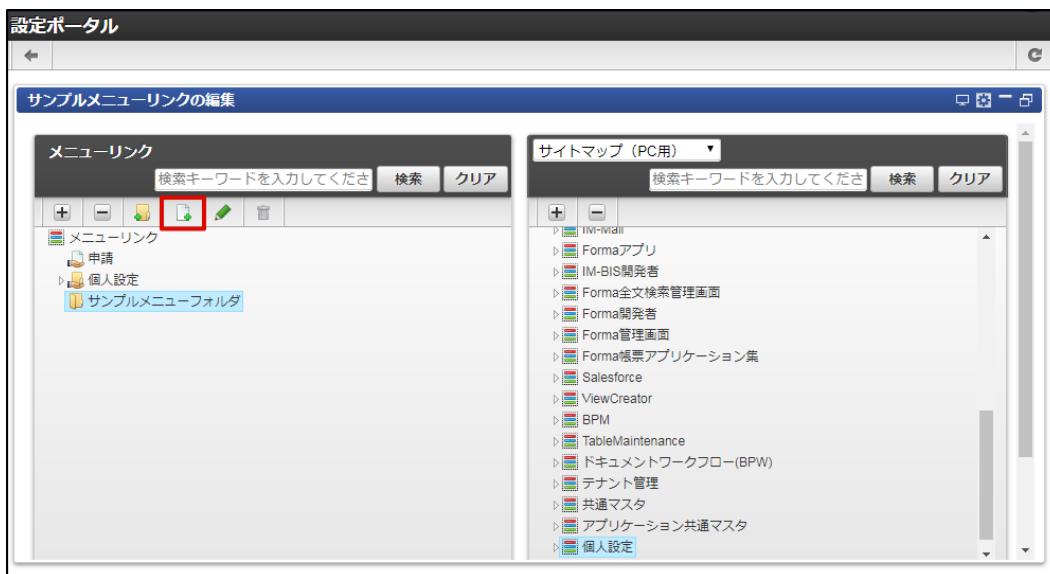 設定ポータル
サンプルメニューリンクの編集
メニューリンク
検索キーワードを入力してくださ 検索 クリア
メニューリンク
申請
個人設定
サンプルメニューフォルダ
サイトマップ（PC用）
検索キーワードを入力してくださ 検索 クリア
IM-Mail
Formaアプリ
IM-BIS開発者
Forma全文検索管理画面
Forma開発者
Forma管理画面
Forma帳票アプリケーション集
Salesforce
ViewCreator
BPM
TableMaintenance
ドキュメントワークフロー(BPW)
テナント管理
共通マスタ
アプリケーション共通マスタ
個人設定